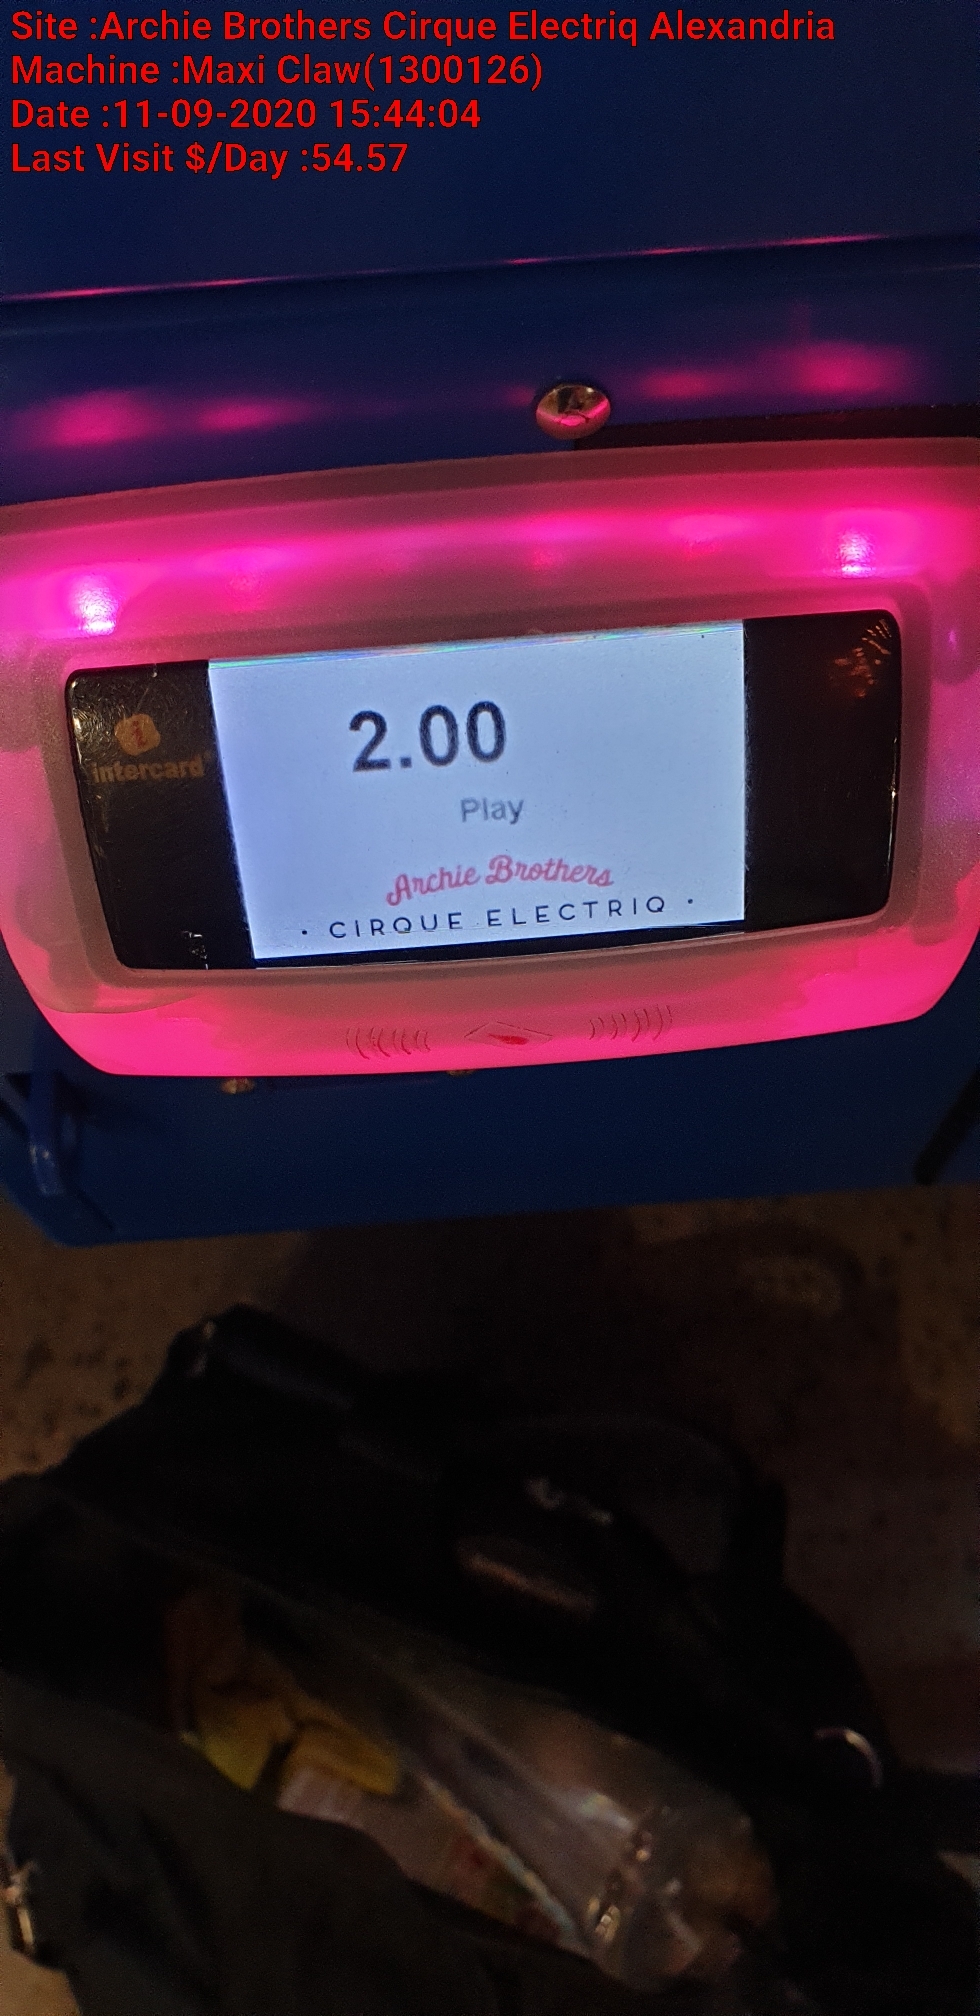 Site :Archie Brothers Cirque Electriq Alexandria
Machine :Maxi Claw(1300126)
Date :11-09-2020 15:44:04
Last Visit $/Day :54.57
intercard
2.00
Play
Archie Brothers
· CIRQUE ELECTRIQ ·